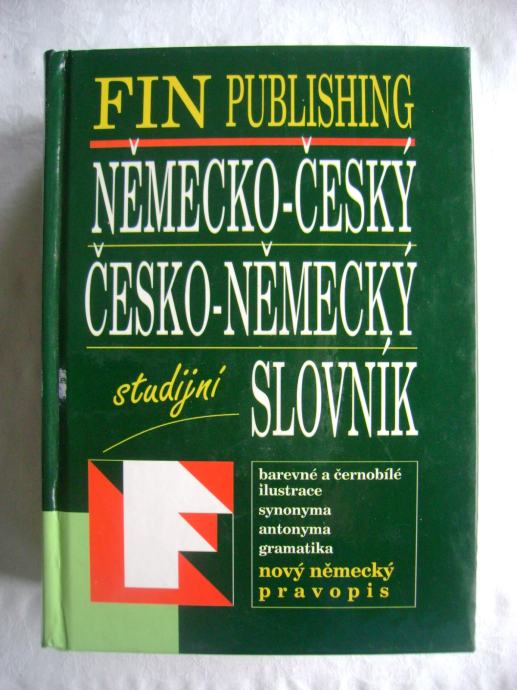 FIN PUBLISHING
NĚMECKO-ČESKÝ
ČESKO-NĚMECKÝ
studijní
SLOVNÍK
barevné a černobílé
ilustrace
synonyma
antonyma
gramatika
nový německý
pravopis